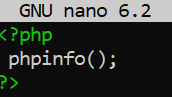 GNU nano 6.2
<?php
phpinfo();
?>